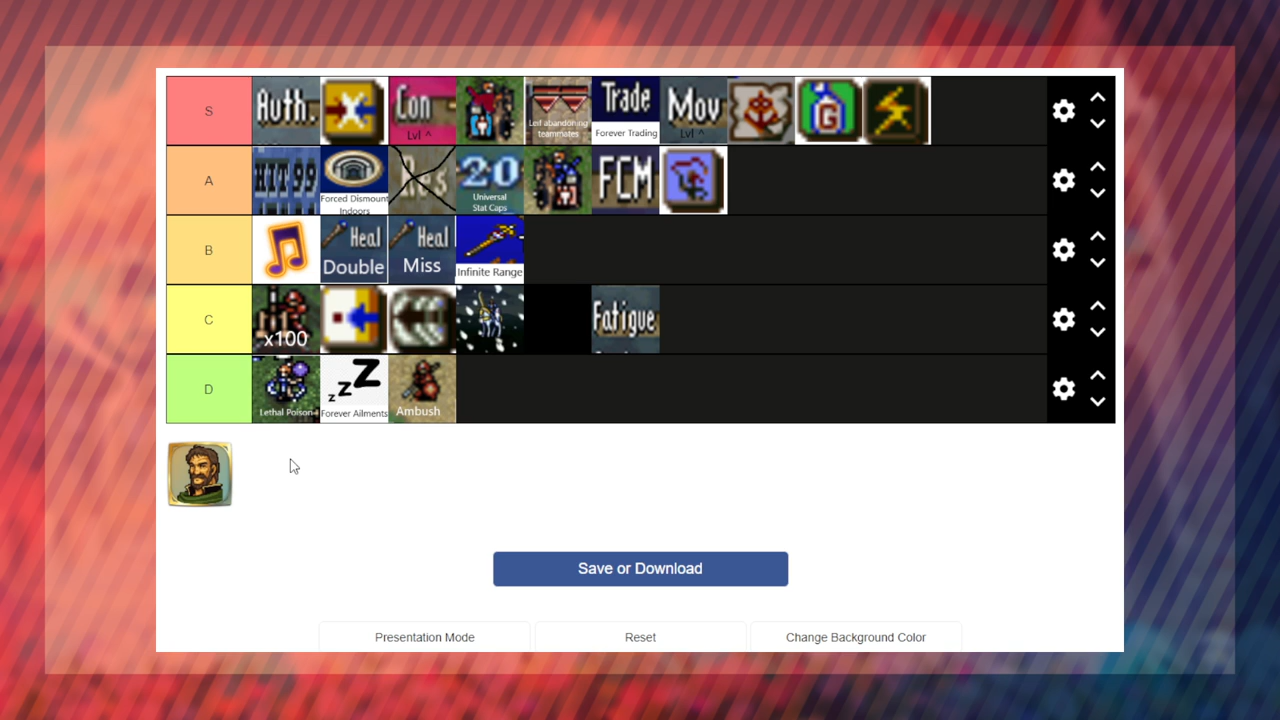 S
Auth.
Con
Lvl ^
Leif abandoning
teammates
Trade
Forever Trading
Mov
Lvl ^
G
A
HIT 99
Forced Dismount
Indoors
Res
20
Universal
Stat Caps
FCM
B
Heal
Double
Heal
Miss
Infinite Range
C
x100
Fatigue
D
Lethal Poison
z z Z
Forever Ailments
Ambush
Save or Download
Presentation Mode
Reset
Change Background Color